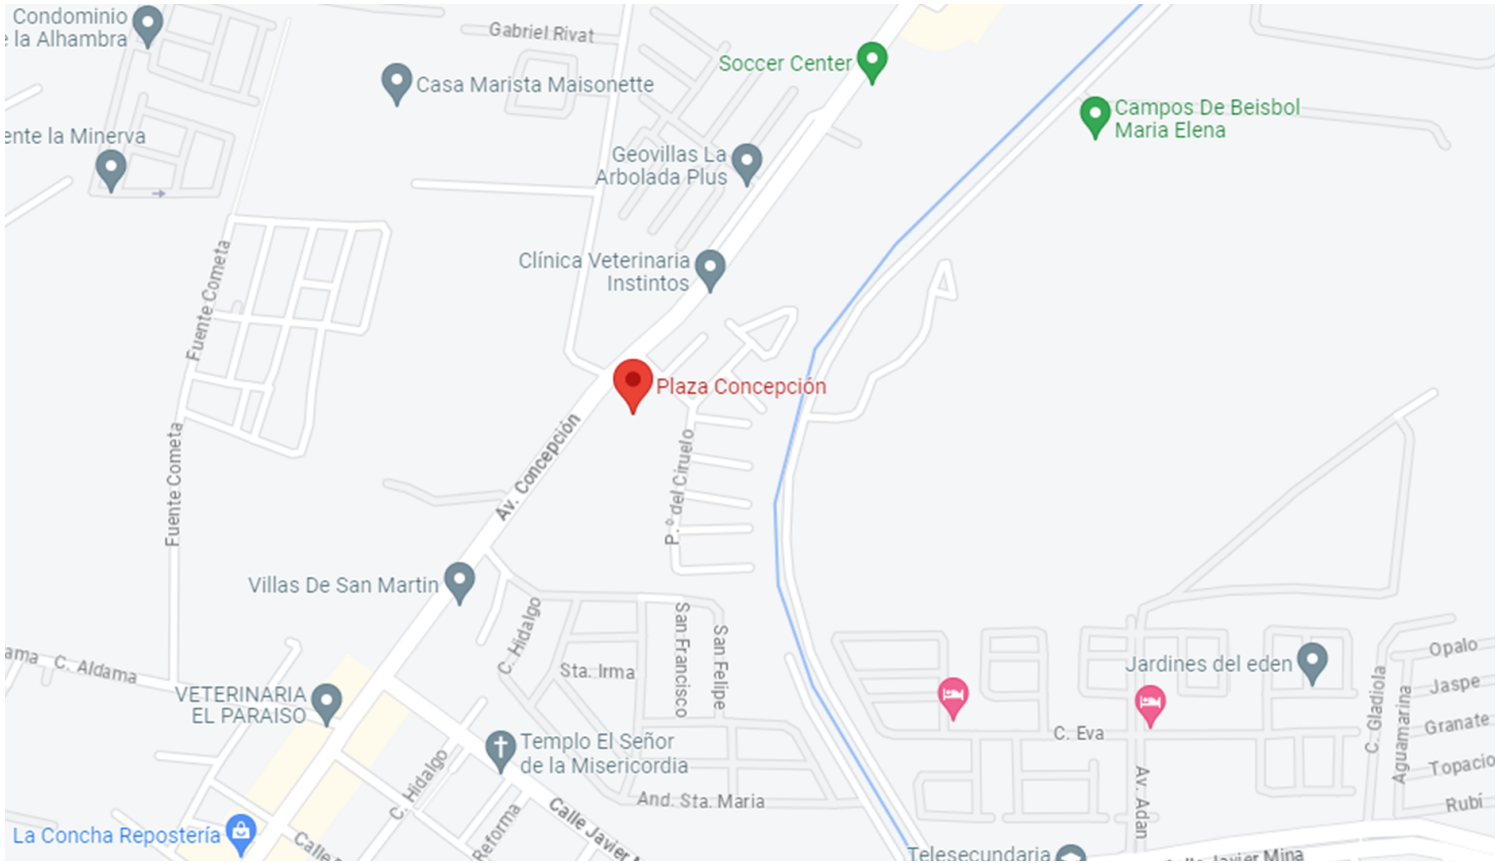 Condominio
e la Alhambra
Gabriel Rivat
Soccer Center
Casa Marista Maisonette
Campos De Beisbol
Maria Elena
ente la Minerva
Geovillas La
Arbolada Plus
Clínica Veterinaria
Instintos
Fuente Cometa
Plaza Concepción
Av. Concepción
Fuente Cometa
P.º del Ciruelo
Villas De San Martin
C. Hidalgo
San Francisco
San Felipe
Sta. Irma
ama
C. Aldama
Jardines del eden
Opalo
Jaspe
Granate
Topacio
Rubí
C. Gladiola
Aguamarina
VETERINARIA
EL PARAISO
C. Eva
Av. Adan
Templo El Señor
de la Misericordia
C. Hidalgo
And. Sta. Maria
Calle Javier M
Reforma
La Concha Repostería
Calle
Telesecundaria
alle Javier Mina